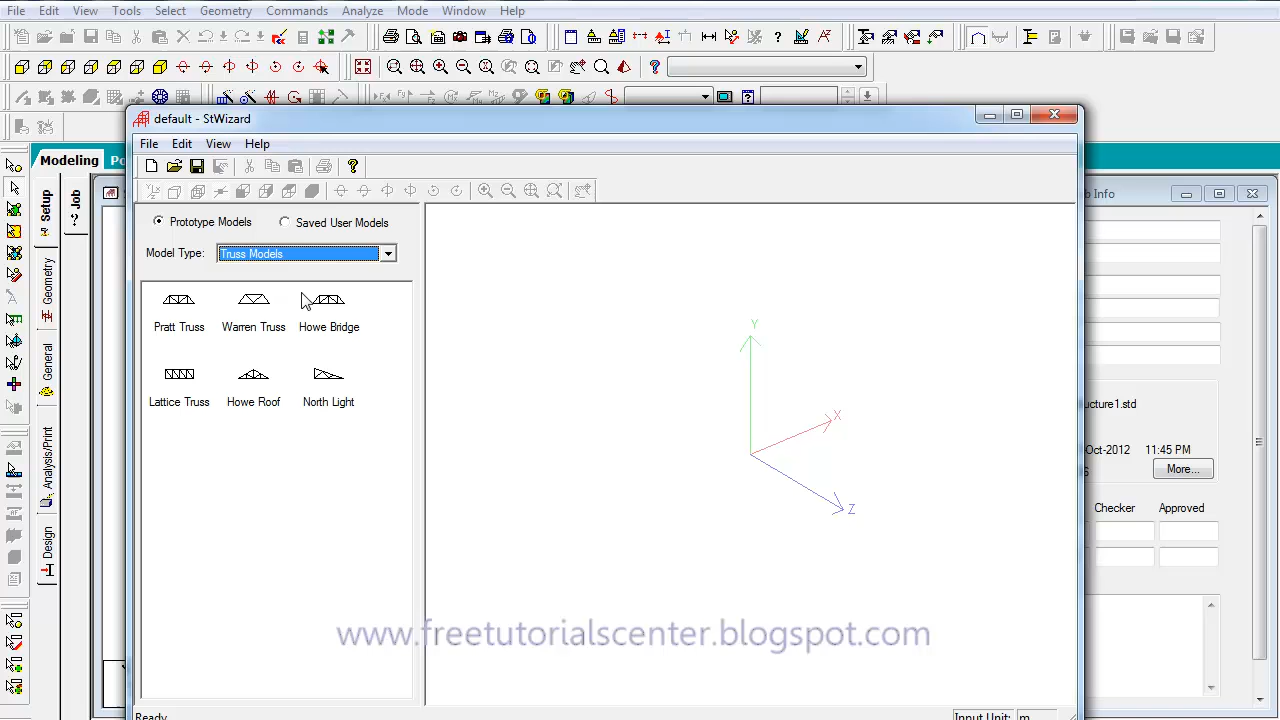 File Edit View Tools Select Geometry Commands Analyze Mode Window Help
default - StWizard
File Edit View Help
Modeling Po
Job Info
Setup
Job
Geometry
General
Analysis/Print
Design
Prototype Models Saved User Models
Model Type: Truss Models
Pratt Truss Warren Truss Howe Bridge
Lattice Truss Howe Roof North Light
Y
X
Z
ucture1.std
-Oct-2012 11:45 PM
More...
Checker Approved
www.freetutorialscenter.blogspot.com
Ready Input Unit: m